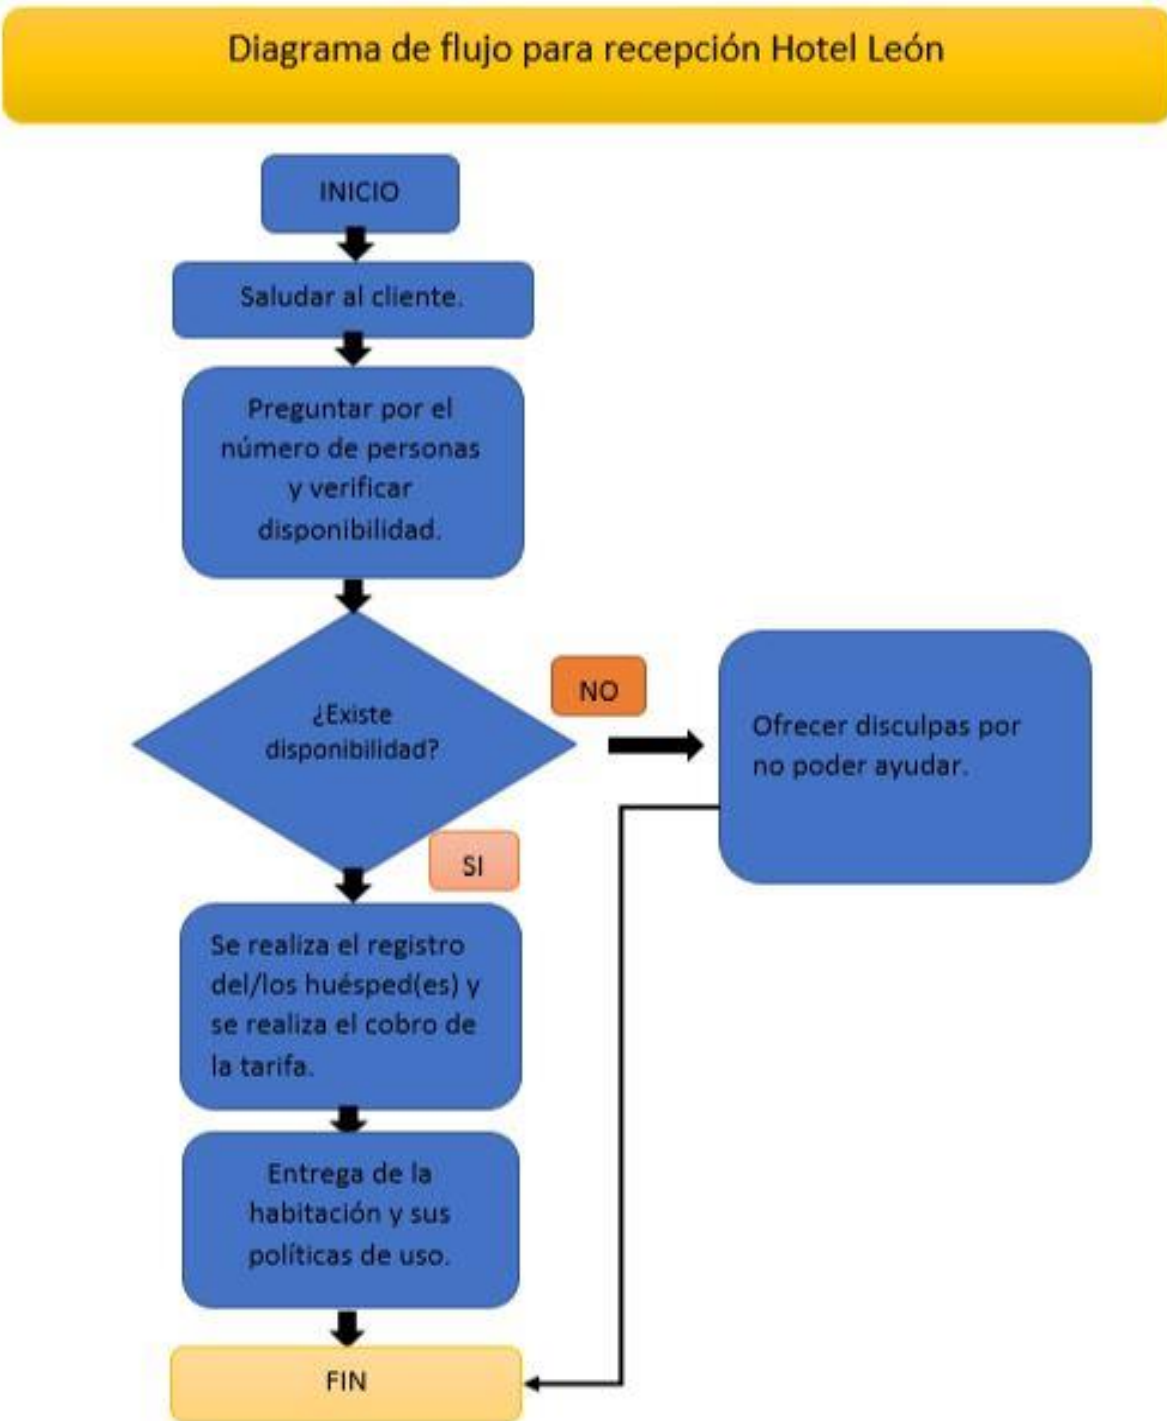 Diagrama de flujo para recepción Hotel León
INICIO
Saludar al cliente.
Preguntar por el
número de personas
y verificar
disponibilidad.
¿Existe
disponibilidad?
NO
Ofrecer disculpas por
no poder ayudar.
SI
Se realiza el registro
del/los huésped(es) y
se realiza el cobro de
la tarifa.
Entrega de la
habitación y sus
políticas de uso.
FIN